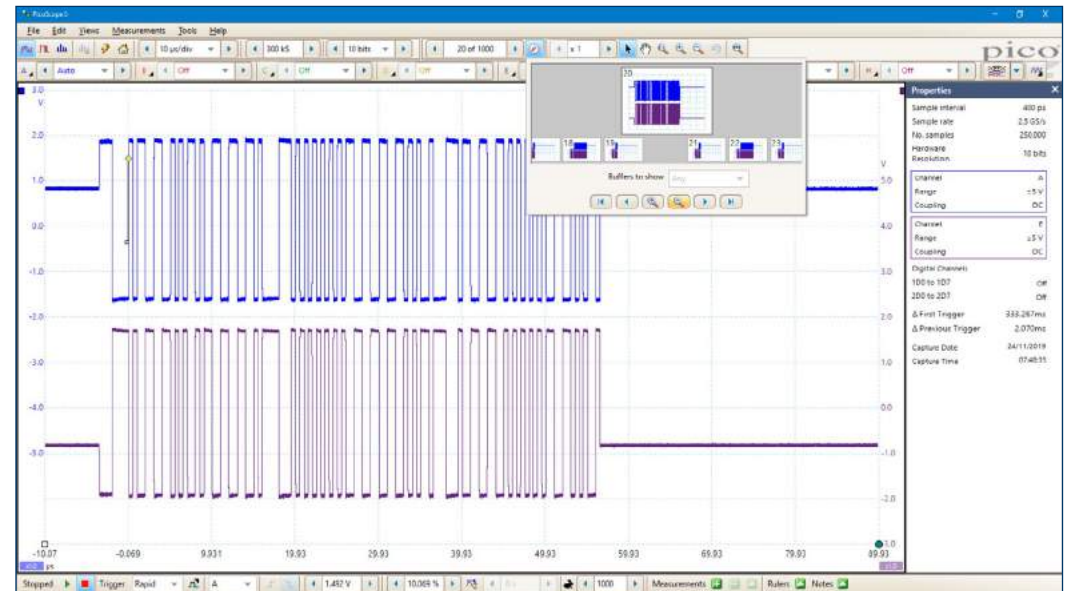 PicoScope 6
File Edit Views Measurements Tools Help
10 µs/div 300 kS 10 bits 20 of 1000 x 1
pico
A Auto B Off C Off Off E H Off
20
18 19 21 22 23
Buffers to show Any
3.0
V
2.0
1.0
0.0
-1.0
-2.0
-3.0
-4.0
-5.0
V
5.0
4.0
3.0
2.0
1.0
0.0
-1.0
-2.0
-3.0
-10.07 -0.069 9.931 19.93 29.93 39.93 49.93 59.93 69.93 79.93 89.93
x1.0 µs x1.0
Properties X
Sample interval 400 ps
Sample rate 2.5 GS/s
No. samples 250,000
Hardware
Resolution 10 bits
Channel A
Range ±5 V
Coupling DC
Channel E
Range ±5 V
Coupling DC
Digital Channels
1D0 to 1D7 Off
2D0 to 2D7 Off
Δ First Trigger 333.267ms
Δ Previous Trigger 2.070ms
Capture Date 24/11/2019
Capture Time
Stopped Trigger Rapid A 1.492 V 10.069 % 1000 Measurements Rulers Notes